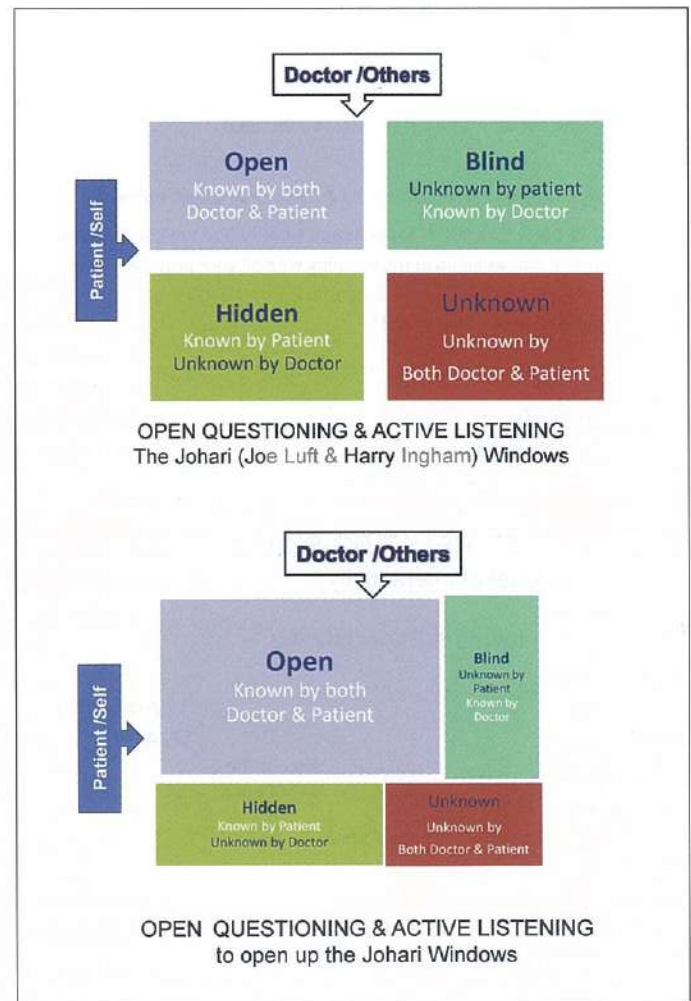 Doctor /Others
Patient /Self
Open
Known by both
Doctor & Patient
Blind
Unknown by patient
Known by Doctor
Hidden
Known by Patient
Unknown by Doctor
Unknown
Unknown by
Both Doctor & Patient
OPEN QUESTIONING & ACTIVE LISTENING
The Johari (Joe Luft & Harry Ingham) Windows
Doctor /Others
Patient /Self
Open
Known by both
Doctor & Patient
Blind
Unknown by
Patient
Known by
Doctor
Hidden
Known by Patient
Unknown by Doctor
Unknown
Unknown by
Both Doctor & Patient
OPEN QUESTIONING & ACTIVE LISTENING
to open up the Johari Windows